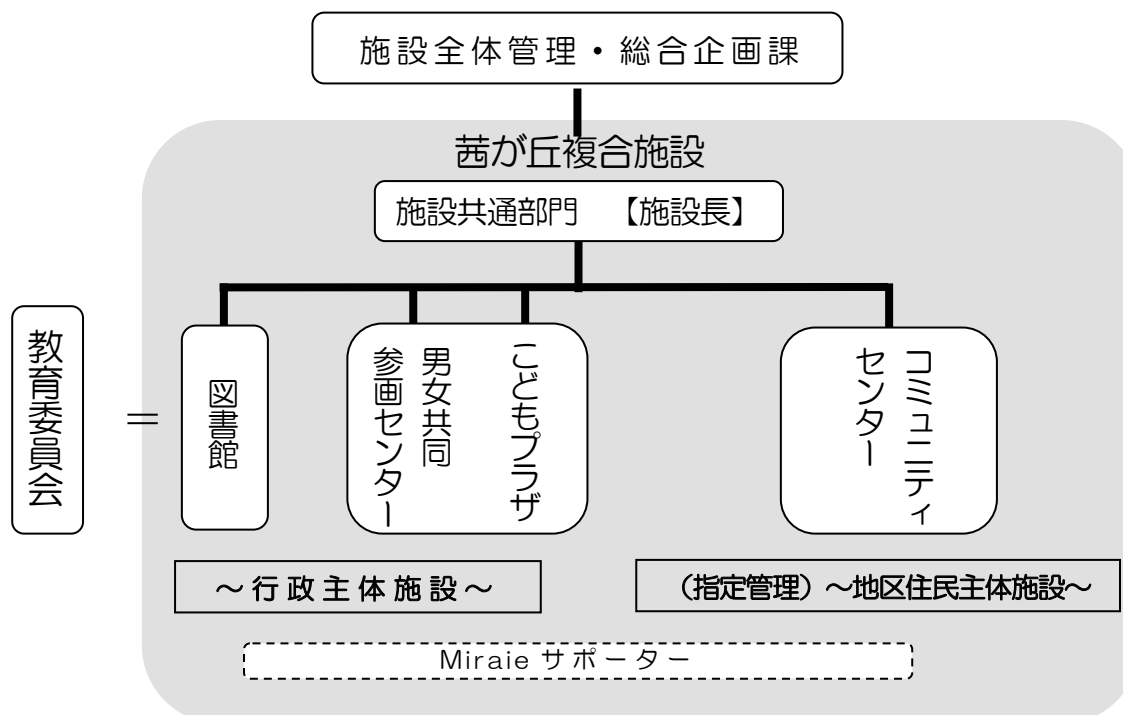 施設全体管理・総合企画課
茜が丘複合施設
施設共通部門 【施設長】
教育委員会
＝
図書館
男女共同
参画センター
こどもプラザ
コミュニティ
センター
～行政主体施設～
（指定管理）～地区住民主体施設～
Miraie サポーター